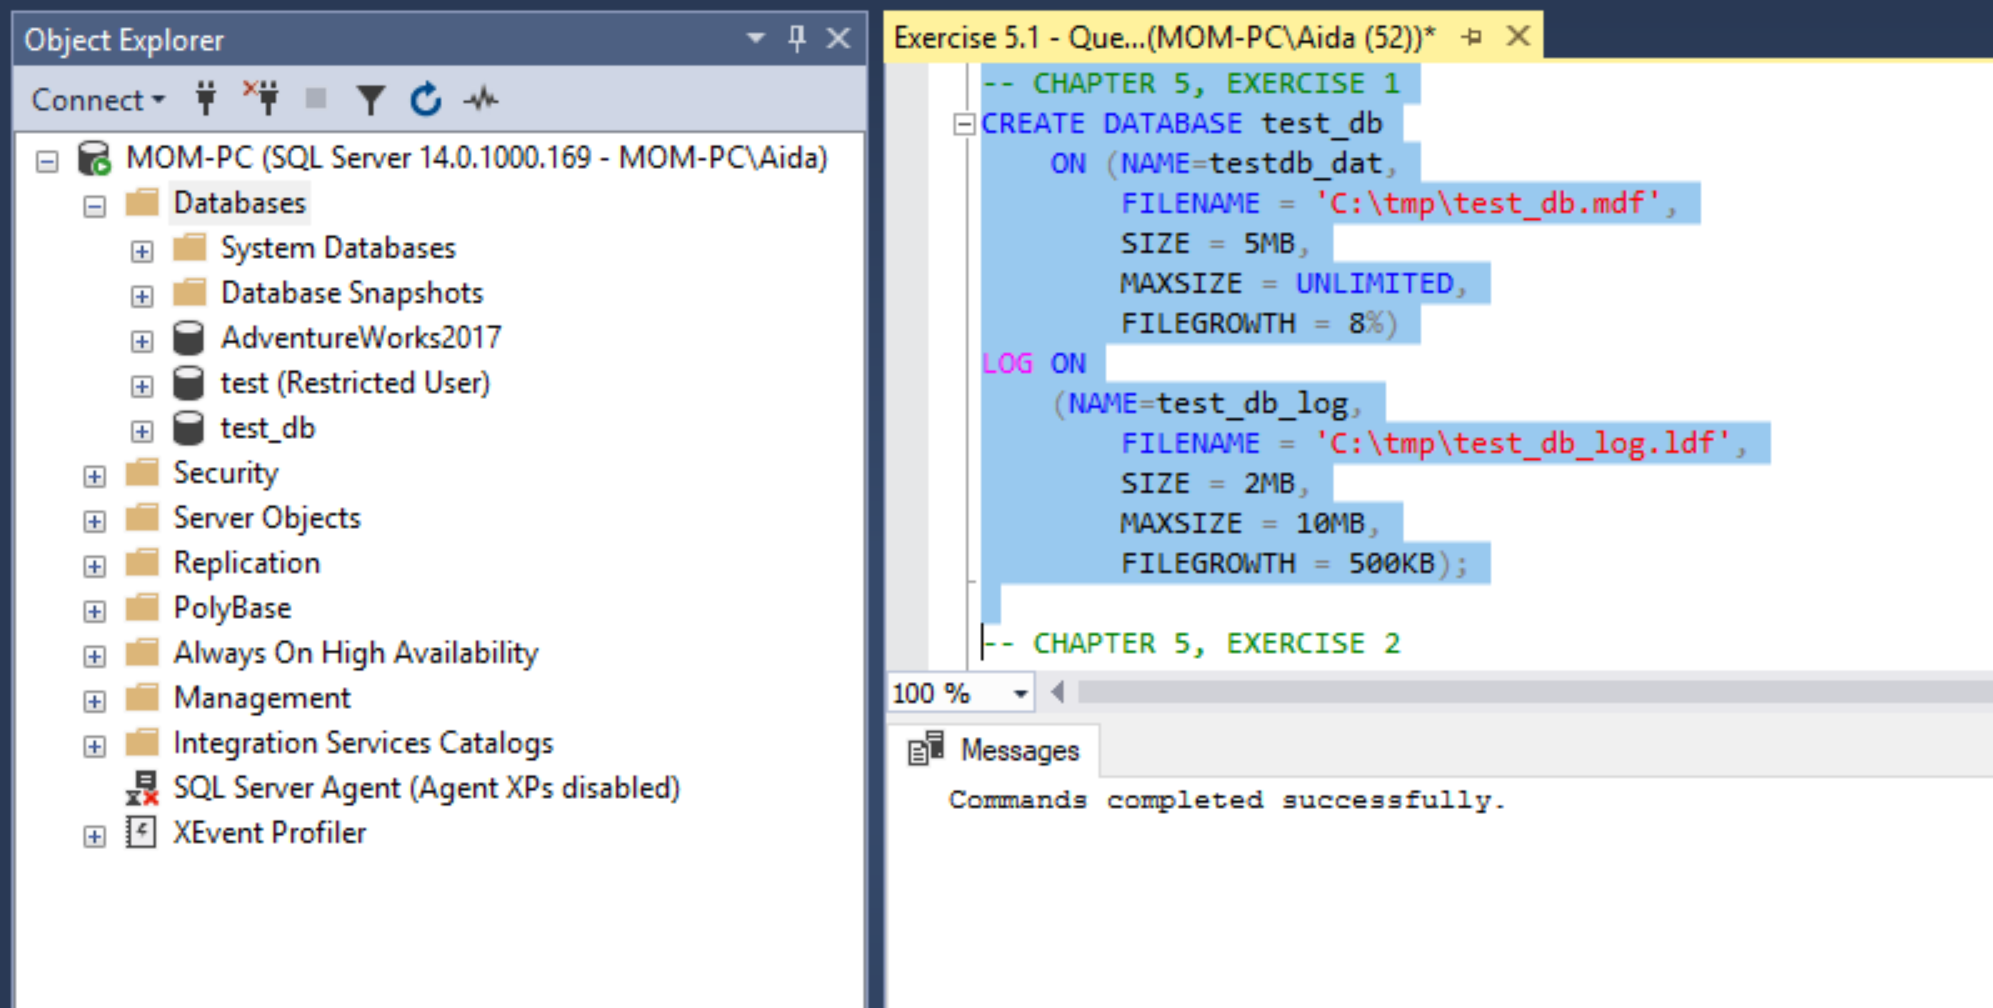 Object Explorer
Connect
MOM-PC (SQL Server 14.0.1000.169 - MOM-PC\Aida)
Databases
System Databases
Database Snapshots
AdventureWorks2017
test (Restricted User)
test_db
Security
Server Objects
Replication
PolyBase
Always On High Availability
Management
Integration Services Catalogs
SQL Server Agent (Agent XPs disabled)
XEvent Profiler
Exercise 5.1 - Que...(MOM-PC\Aida (52))*
-- CHAPTER 5, EXERCISE 1
CREATE DATABASE test_db
ON (NAME=testdb_dat,
FILENAME = 'C:\tmp\test_db.mdf',
SIZE = 5MB,
MAXSIZE = UNLIMITED,
FILEGROWTH = 8%)
LOG ON
(NAME=test_db_log,
FILENAME = 'C:\tmp\test_db_log.ldf',
SIZE = 2MB,
MAXSIZE = 10MB,
FILEGROWTH = 500KB);
-- CHAPTER 5, EXERCISE 2
100 %
Messages
Commands completed successfully.